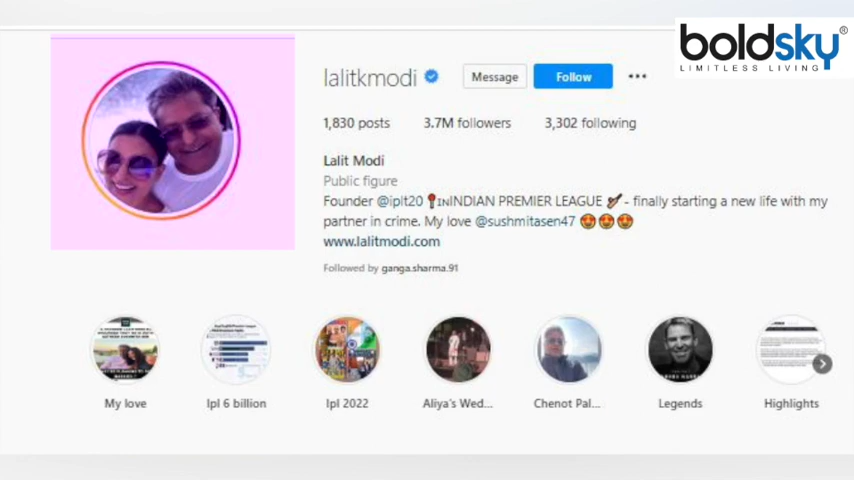 boldsky®
LIMITLESS LIVING
lalitkmodi
Message
Follow
1,830 posts
3.7M followers
3,302 following
Lalit Modi
Public figure
Founder @iplt20 📍ɪɴINDIAN PREMIER LEAGUE 🏏 - finally starting a new life with my
partner in crime. My love @sushmitasen47 😍😍😍
www.lalitmodi.com
Followed by ganga.sharma.91
My love
Ipl 6 billion
Ipl 2022
Aliya's Wed...
Chenot Pal...
Legends
Highlights